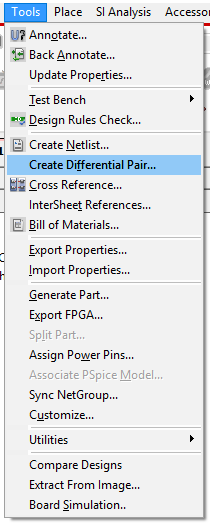 Tools Place SI Analysis Accessor
Annotate...
Back Annotate...
Update Properties...
Test Bench
Design Rules Check...
Create Netlist...
Create Differential Pair...
Cross Reference...
InterSheet References...
Bill of Materials...
Export Properties...
Import Properties...
Generate Part...
Export FPGA...
Split Part...
Assign Power Pins...
Associate PSpice Model...
Sync NetGroup...
Customize...
Utilities
Compare Designs
Extract From Image...
Board Simulation..